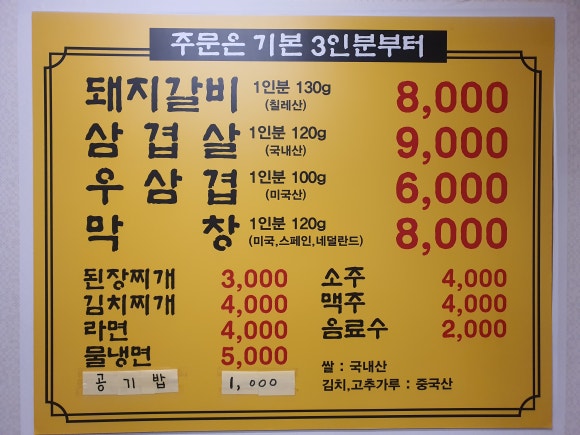 주문은 기본 3인분부터
돼지갈비 1인분 130g (칠레산) 8,000
삼겹살 1인분 120g (국내산) 9,000
우삼겹 1인분 100g (미국산) 6,000
막창 1인분 120g (미국,스페인,네덜란드) 8,000
된장찌개 3,000
김치찌개 4,000
라면 4,000
물냉면 5,000
공기밥 1,000
소주 4,000
맥주 4,000
음료수 2,000
쌀 : 국내산
김치,고추가루 : 중국산